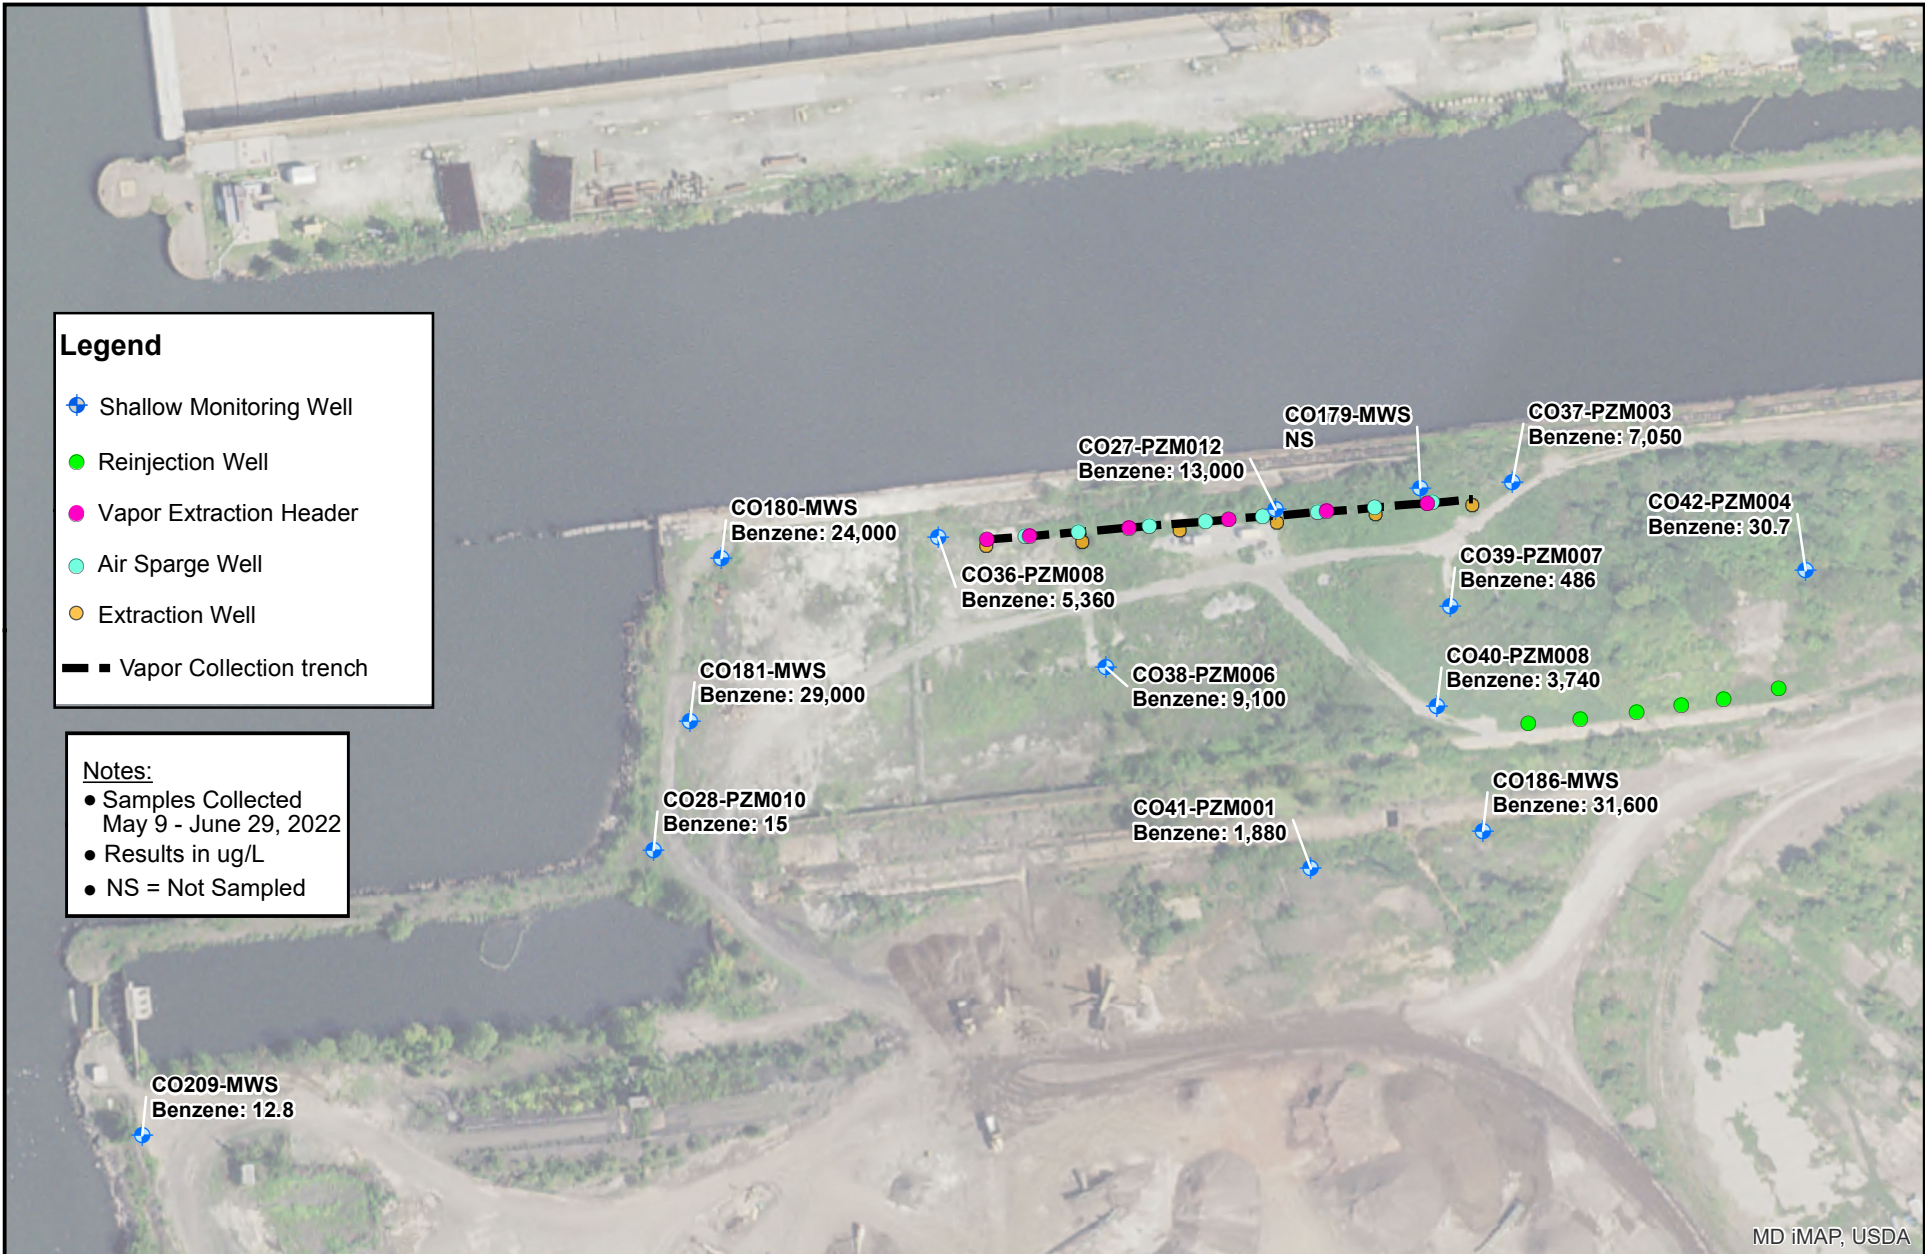 Legend
Shallow Monitoring Well
Reinjection Well
Vapor Extraction Header
Air Sparge Well
Extraction Well
Vapor Collection trench
Notes:
• Samples Collected
May 9 - June 29, 2022
• Results in ug/L
• NS = Not Sampled
CO179-MWS
NS
CO37-PZM003
Benzene: 7,050
CO27-PZM012
Benzene: 13,000
CO180-MWS
Benzene: 24,000
CO42-PZM004
Benzene: 30.7
CO36-PZM008
Benzene: 5,360
CO39-PZM007
Benzene: 486
CO181-MWS
Benzene: 29,000
CO38-PZM006
Benzene: 9,100
CO40-PZM008
Benzene: 3,740
CO28-PZM010
Benzene: 15
CO41-PZM001
Benzene: 1,880
CO186-MWS
Benzene: 31,600
CO209-MWS
Benzene: 12.8
MD iMAP, USDA